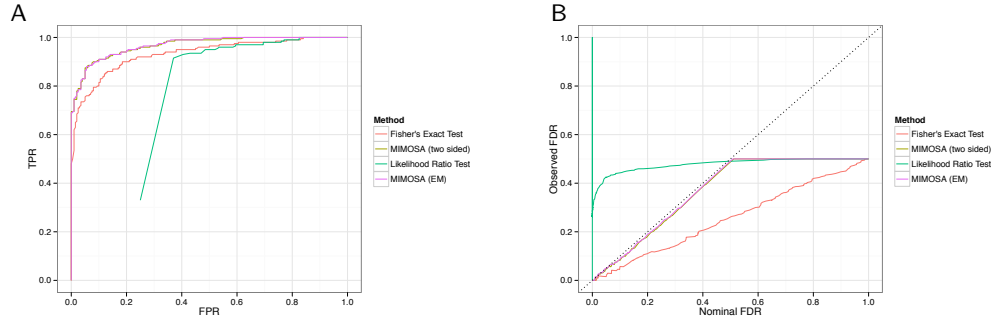 A
1.0
0.8
0.6
0.4
0.2
0.0
TPR
0.0
0.2
0.4
0.6
0.8
1.0
FPR
Method
Fisher's Exact Test
MIMOSA (two sided)
Likelihood Ratio Test
MIMOSA (EM)
B
1.0
0.8
0.6
0.4
0.2
0.0
Observed FDR
0.0
0.2
0.4
0.6
0.8
1.0
Nominal FDR
Method
Fisher's Exact Test
MIMOSA (two sided)
Likelihood Ratio Test
MIMOSA (EM)